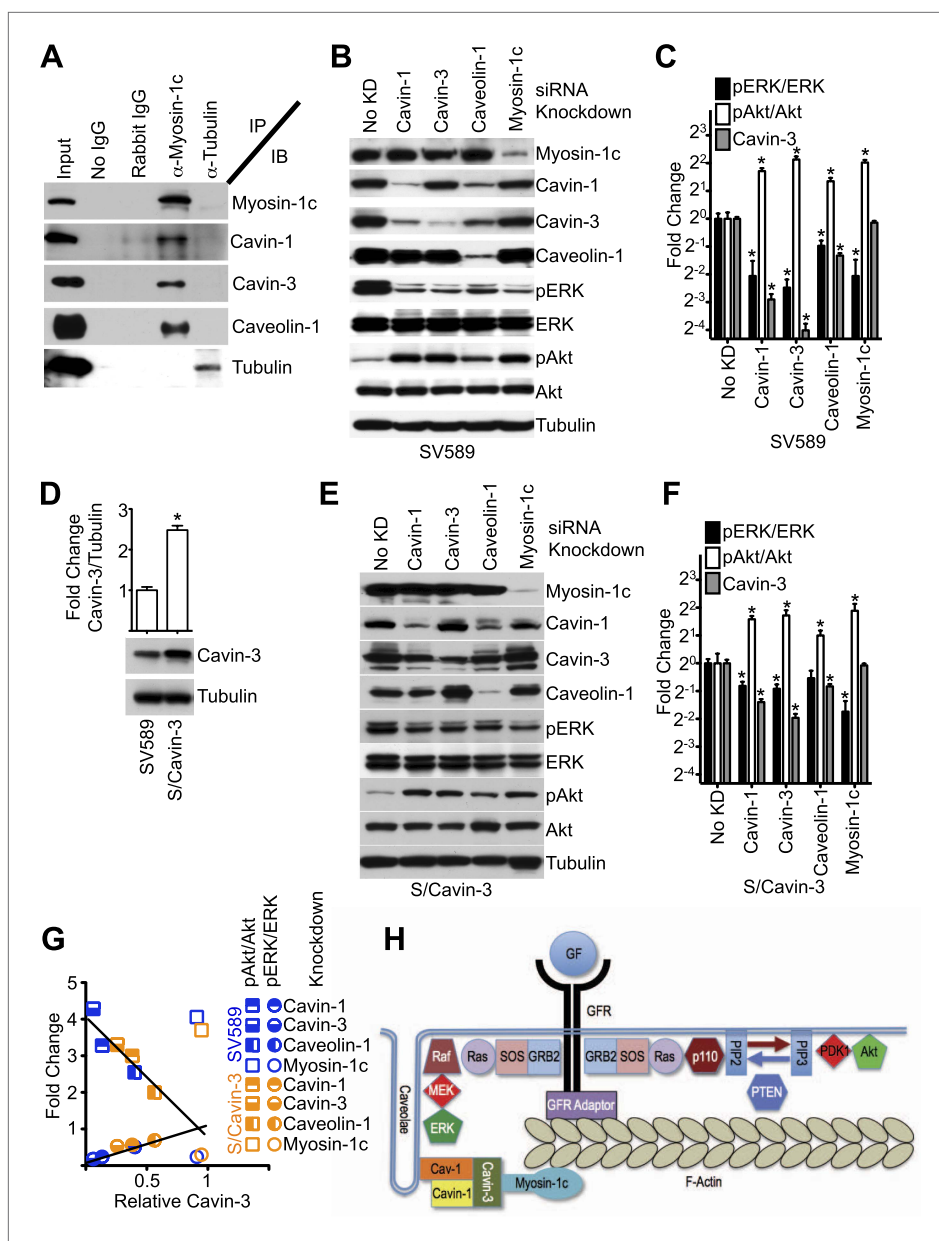 A
Input
No IgG
Rabbit IgG
α-Myosin-1c
α-Tubulin
IP
IB
Myosin-1c
Cavin-1
Cavin-3
Caveolin-1
Tubulin
B
No KD
Cavin-1
Cavin-3
Caveolin-1
Myosin-1c
siRNA
Knockdown
Myosin-1c
Cavin-1
Cavin-3
Caveolin-1
pERK
ERK
pAkt
Akt
Tubulin
SV589
C
pERK/ERK
pAkt/Akt
Cavin-3
Fold Change
2³
2²
2¹
2⁰
2⁻¹
2⁻²
2⁻³
2⁻⁴
* * * * * * * * * * *
No KD
Cavin-1
Cavin-3
Caveolin-1
Myosin-1c
SV589
D
Fold Change
Cavin-3/Tubulin
3
2
1
*
Cavin-3
Tubulin
SV589
S/Cavin-3
E
No KD
Cavin-1
Cavin-3
Caveolin-1
Myosin-1c
siRNA
Knockdown
Myosin-1c
Cavin-1
Cavin-3
Caveolin-1
pERK
ERK
pAkt
Akt
Tubulin
S/Cavin-3
F
pERK/ERK
pAkt/Akt
Cavin-3
Fold Change
2³
2²
2¹
2⁰
2⁻¹
2⁻²
2⁻³
2⁻⁴
* * * * * * * * * *
No KD
Cavin-1
Cavin-3
Caveolin-1
Myosin-1c
S/Cavin-3
G
Fold Change
5
4
3
2
1
0
0.5
1
Relative Cavin-3
pAkt/Akt
pERK/ERK
Knockdown
SV589
Cavin-1
Cavin-3
Caveolin-1
Myosin-1c
S/Cavin-3
Cavin-1
Cavin-3
Caveolin-1
Myosin-1c
H
GF
GFR
Raf
Ras
SOS
GRB2
GRB2
SOS
Ras
p110
PIP2
PIP3
PDK1
Akt
MEK
PTEN
ERK
GFR Adaptor
Caveolae
Cav-1
Cavin-1
Cavin-3
Myosin-1c
F-Actin